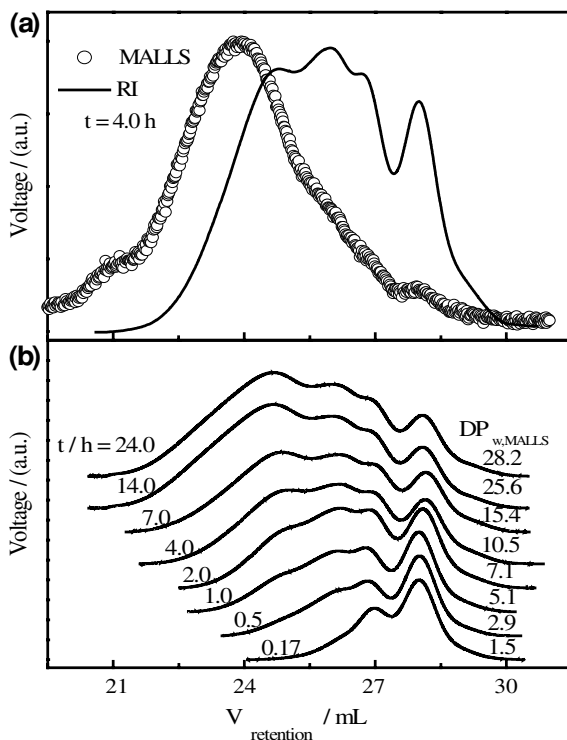 (a)
MALLS
RI
t = 4.0 h
Voltage / (a.u.)
(b)
t / h = 24.0
14.0
7.0
4.0
2.0
1.0
0.5
0.17
DP w,MALLS
28.2
25.6
15.4
10.5
7.1
5.1
2.9
1.5
Voltage / (a.u.)
21 24 27 30
V retention / mL